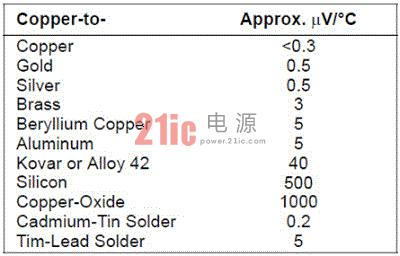 Copper-to- Approx. µV/°C
Copper <0.3
Gold 0.5
Silver 0.5
Brass 3
Beryllium Copper 5
Aluminum 5
Kovar or Alloy 42 40
Silicon 500
Copper-Oxide 1000
Cadmium-Tin Solder 0.2
Tim-Lead Solder 5
21ic 电源
power.21ic.com